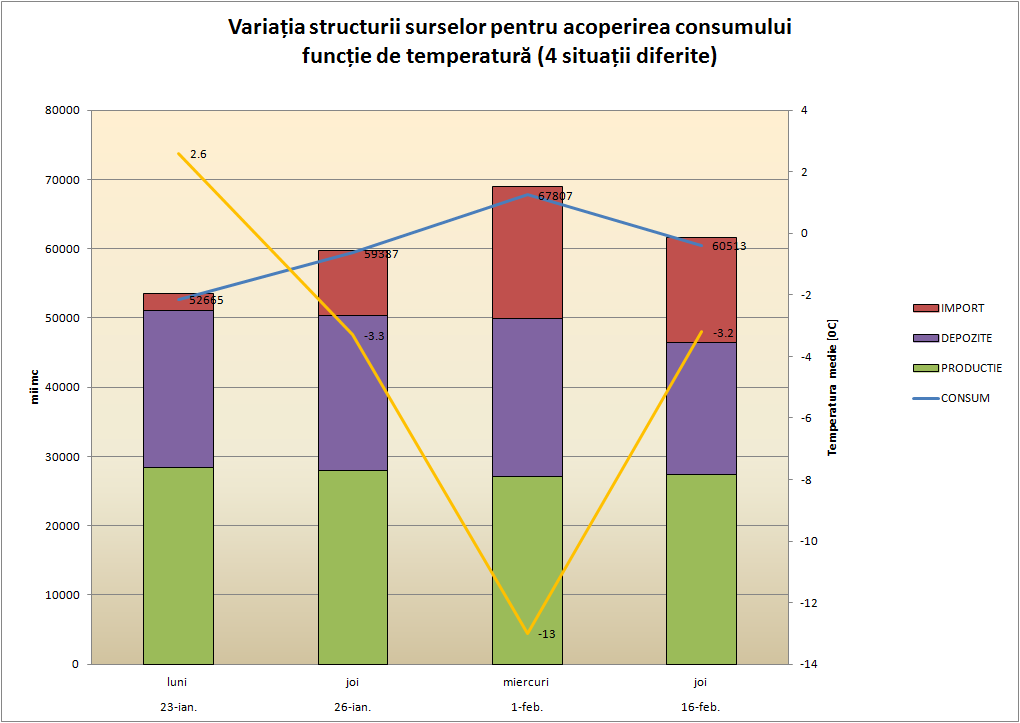 Variația structurii surselor pentru acoperirea consumului
funcție de temperatură (4 situații diferite)
80000
70000
60000
50000
40000
30000
20000
10000
0
mii mc
4
2
0
-2
-4
-6
-8
-10
-12
-14
Temperatura medie [0C]
2.6
-3.3
-13
-3.2
52665
59387
67807
60513
luni
joi
miercuri
joi
23-ian.
26-ian.
1-feb.
16-feb.
IMPORT
DEPOZITE
PRODUCTIE
CONSUM